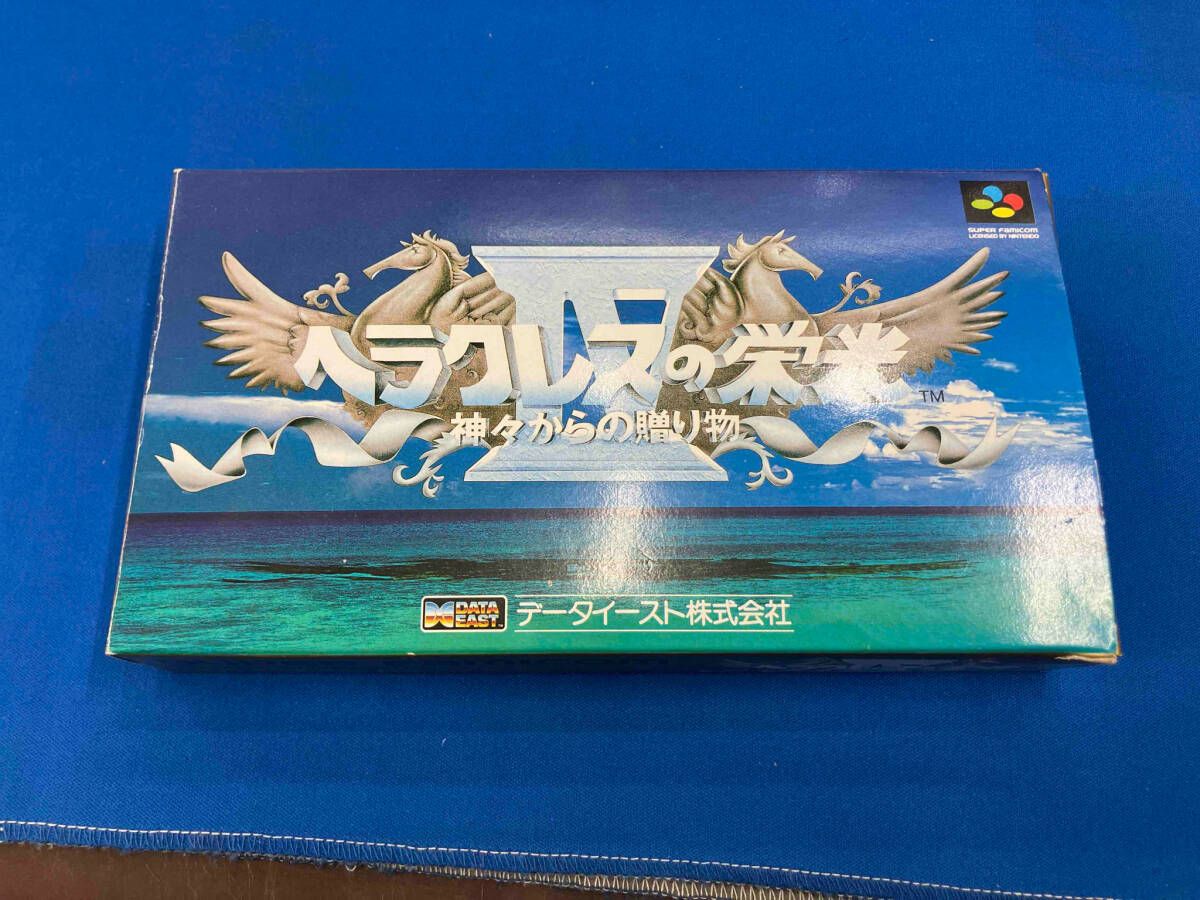 SUPER FAMICOM
LICENSED BY NINTENDO
IV
ヘラクレスの栄光
TM
神々からの贈り物
DATA EAST
データイースト株式会社